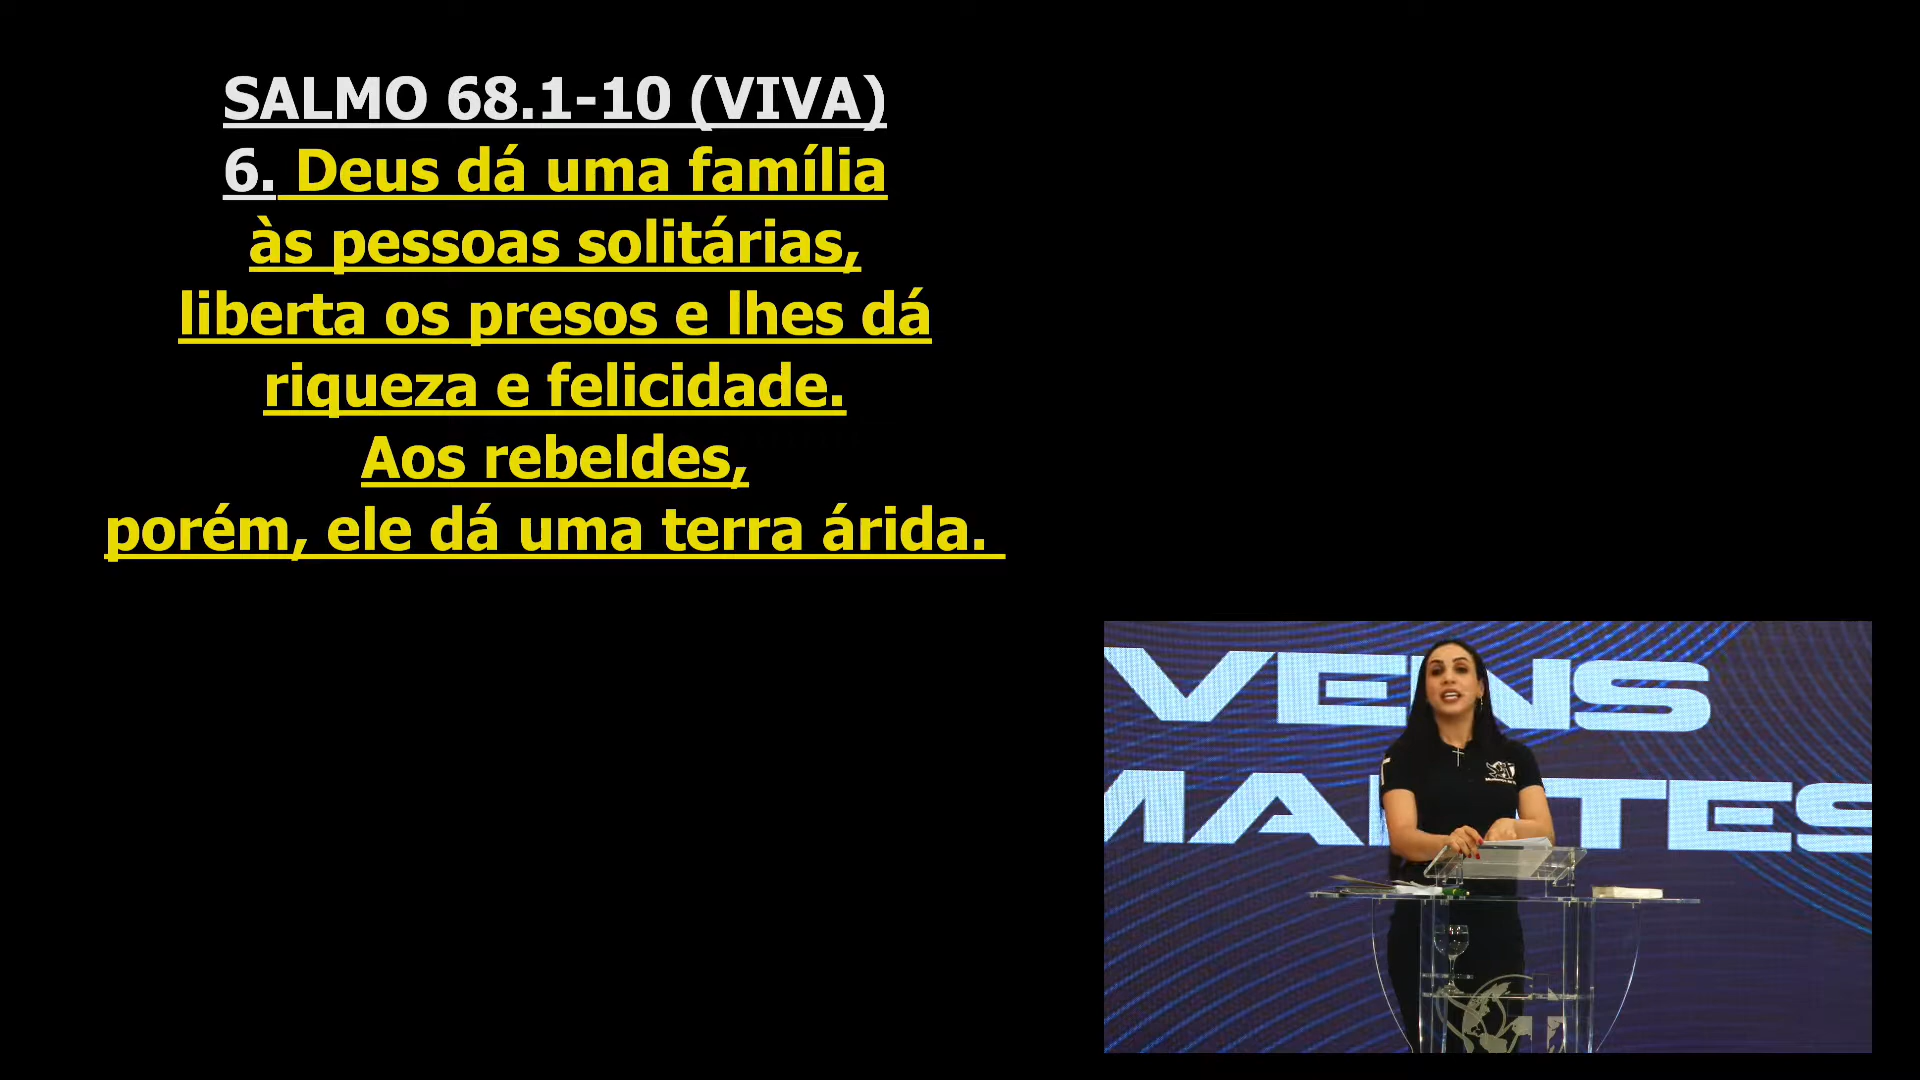 SALMO 68.1-10 (VIVA)
6. Deus dá uma família
às pessoas solitárias,
liberta os presos e lhes dá
riqueza e felicidade.
Aos rebeldes,
porém, ele dá uma terra árida.
VENS